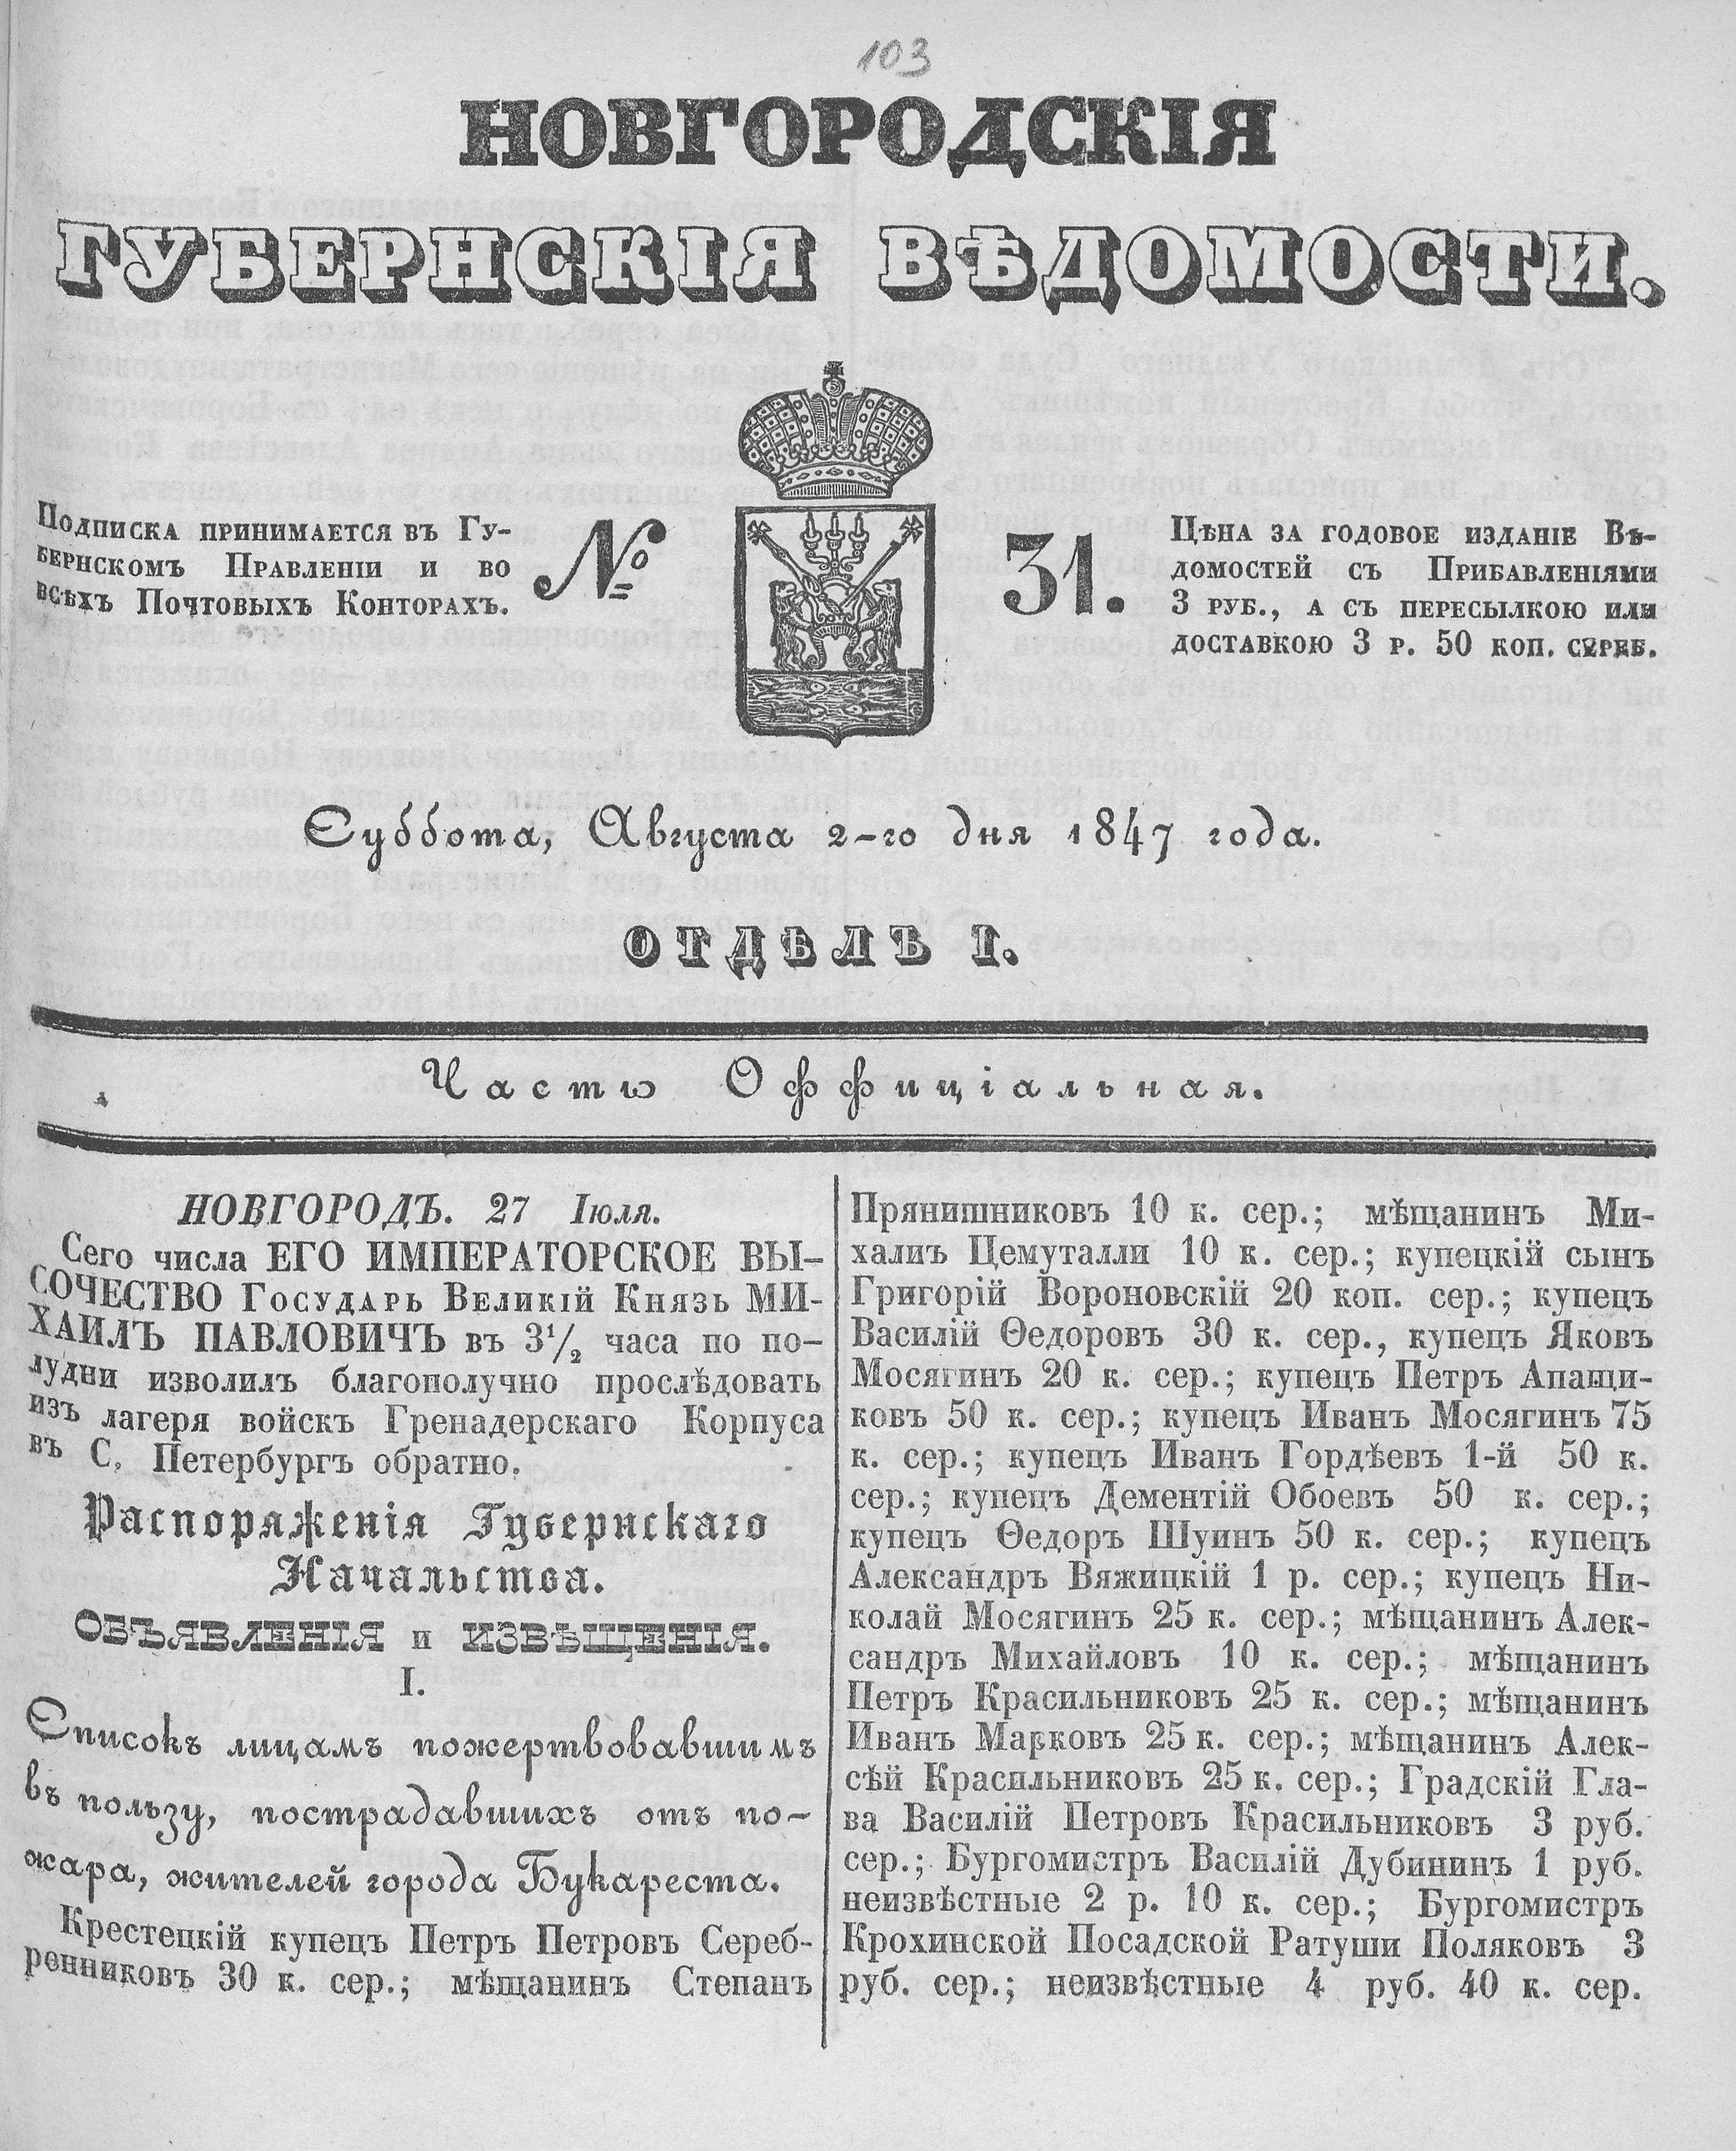 103
НОВГОРОДСКІЯ
ГУБЕРНСКІЯ ВѢДОМОСТИ.
Подписка принимается въ Гу-
бернскомъ Правленіи и во
всѣхъ Почтовыхъ Конторахъ.
№ 31.
Цѣна за годовое изданіе Вѣ-
домостей съ Прибавленіями
3 руб., а съ пересылкою или
доставкою 3 р. 50 коп. сереб.
Суббота, Августа 2-го дня 1847 года.
ОТДѢЛЪ I.
Часть Оффиціальная.
НОВГОРОДЪ. 27 Іюля.
Сего числа ЕГО ИМПЕРАТОРСКОЕ ВЫ-
СОЧЕСТВО Государь Великій Князь МИ-
ХАИЛЪ ПАВЛОВИЧЪ въ 3½ часа по по-
лудни изволилъ благополучно прослѣдовать
изъ лагеря войскъ Гренадерскаго Корпуса
въ С. Петербургъ обратно.
Распоряженія Губернскаго
Начальства.
ОБЪЯВЛЕНІЯ и ИЗВѢЩЕНІЯ.
I.
Списокъ лицамъ пожертвовавшимъ
въ пользу, пострадавшихъ отъ по-
жара, жителей города Букареста.
Крестецкій купецъ Петръ Петровъ Сереб-
ренниковъ 30 к. сер.; мѣщанинъ Степанъ
Прянишниковъ 10 к. сер.; мѣщанинъ Ми-
халиъ Цемуталли 10 к. сер.; купецкій сынъ
Григорій Вороновскій 20 коп. сер.; купецъ
Василій Ѳедоровъ 30 к. сер., купецъ Яковъ
Мосягинъ 20 к. сер.; купецъ Петръ Апащи-
ковъ 50 к. сер.; купецъ Иванъ Мосягинъ 75
к. сер.; купецъ Иванъ Гордѣевъ 1-й 50 к.
сер.; купецъ Дементій Обоевъ 50 к. сер.;
купецъ Ѳедоръ Шуинъ 50 к. сер.; купецъ
Александръ Вяжицкій 1 р. сер.; купецъ Ни-
колай Мосягинъ 25 к. сер.; мѣщанинъ Алек-
сандръ Михайловъ 10 к. сер.; мѣщанинъ
Петръ Красильниковъ 25 к. сер.; мѣщанинъ
Иванъ Марковъ 25 к. сер.; мѣщанинъ Алек-
сѣй Красильниковъ 25 к. сер.; Градскій Гла-
ва Василій Петровъ Красильниковъ 3 руб.
сер.; Бургомистръ Василій Дубининъ 1 руб.
неизвѣстные 2 р. 10 к. сер.; Бургомистръ
Крохинской Посадской Ратуши Поляковъ 3
руб. сер.; неизвѣстные 4 руб. 40 к. сер.